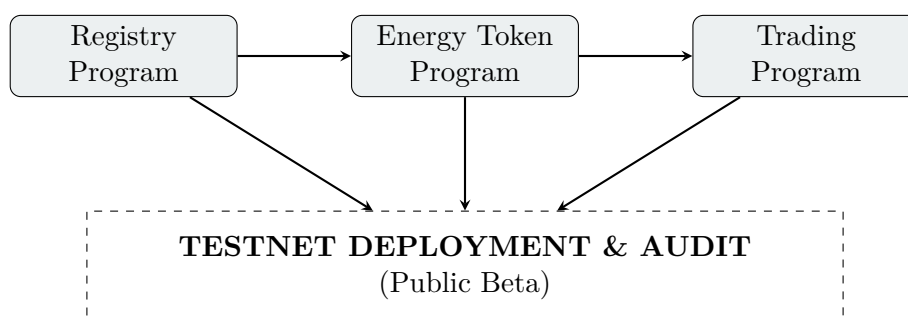 Registry
Program
Energy Token
Program
Trading
Program
TESTNET DEPLOYMENT & AUDIT
(Public Beta)